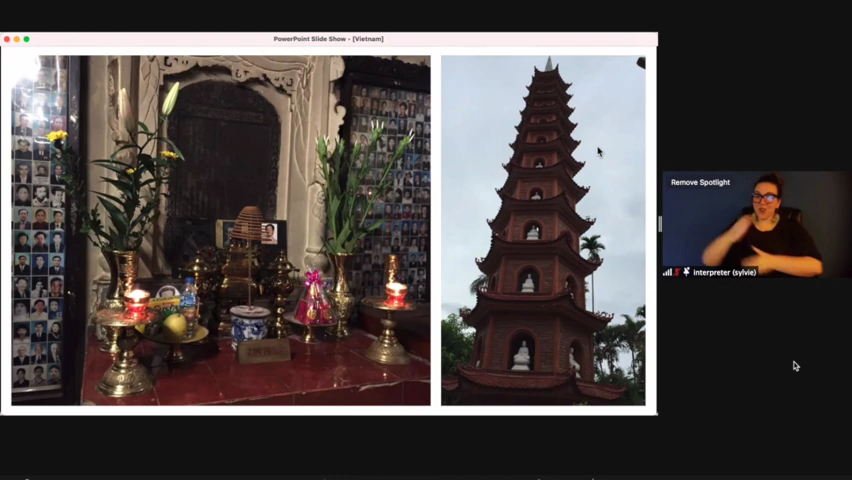 PowerPoint Slide Show - [Vietnam]
Remove Spotlight
interpreter (sylvie)